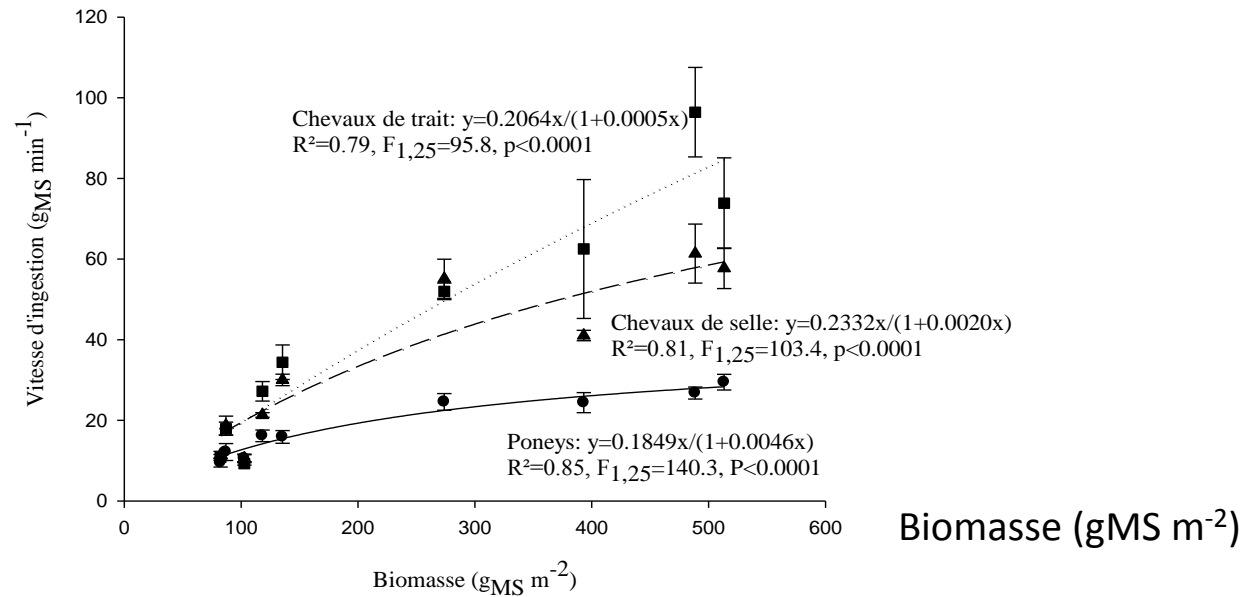 120
100
80
60
40
20
0
Vitesse d'ingestion (gMS min-1)
Chevaux de trait: y=0.2064x/(1+0.0005x)
R²=0.79, F1,25=95.8, p<0.0001
Chevaux de selle: y=0.2332x/(1+0.0020x)
R²=0.81, F1,25=103.4, p<0.0001
Poneys: y=0.1849x/(1+0.0046x)
R²=0.85, F1,25=140.3, P<0.0001
0 100 200 300 400 500 600
Biomasse (gMS m-2)
Biomasse (gMS m-2)